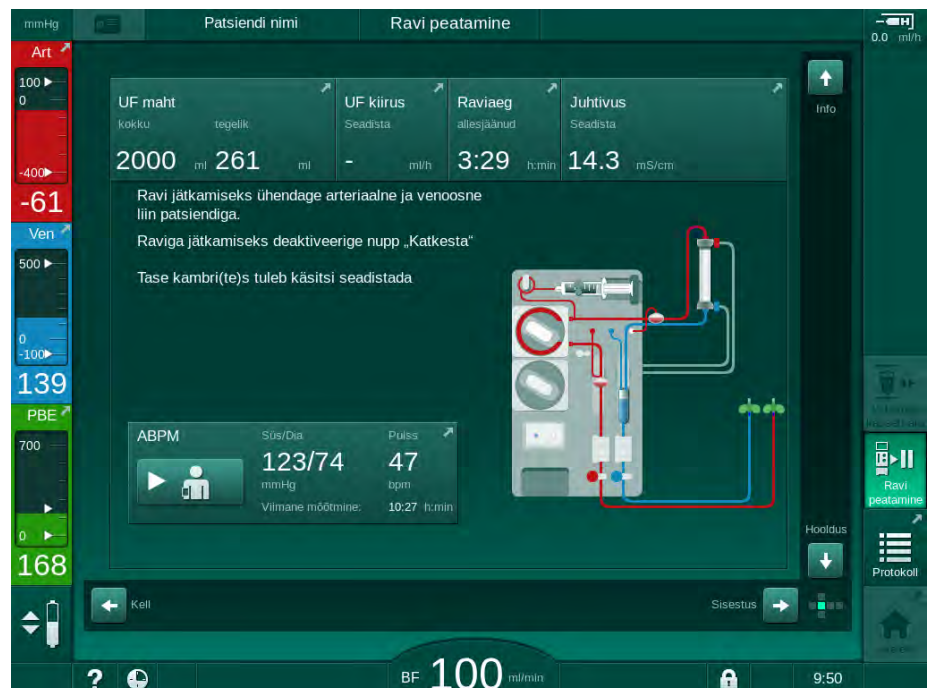 mmHg
Patsiendi nimi
Ravi peatamine
0.0 ml/h
Art
100
0
-400
-61
Ven
500
0
-100
139
PBE
700
0
168
UF maht
kokku
tegelik
2000 ml 261 ml
UF kiirus
Seadista
- ml/h
Raviaeg
allesjäänud
3:29 h:min
Juhtivus
Seadista
14.3 mS/cm
Info
Ravi jätkamiseks ühendage arteriaalne ja venoosne
liin patsiendiga.
Raviga jätkamiseks deaktiveerige nupp „Katkesta“
Tase kambri(te)s tuleb käsitsi seadistada
ABPM
Süs/Dia
Pulss
123/74
47
mmHg
bpm
Viimane mõõtmine:
10:27 h:min
Ravi
peatamine
Hooldus
Protokoll
Kell
Sisestus
?
BF 100 ml/min
9:50